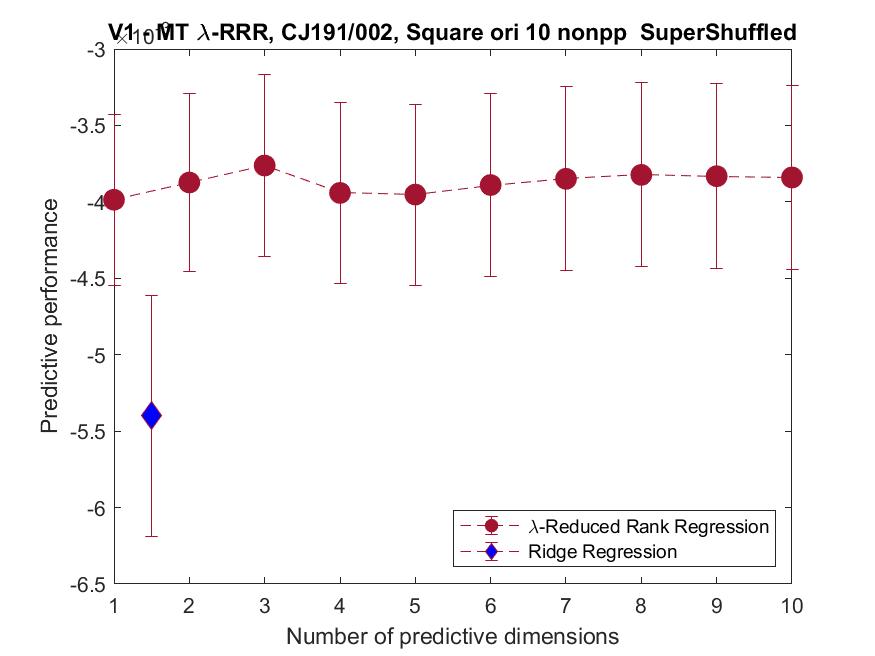 V1 - MT λ-RRR, CJ191/002, Square ori 10 nonpp SuperShuffled
-3
-3.5
-4
-4.5
-5
-5.5
-6
-6.5
Predictive performance
λ-Reduced Rank Regression
Ridge Regression
1 2 3 4 5 6 7 8 9 10
Number of predictive dimensions